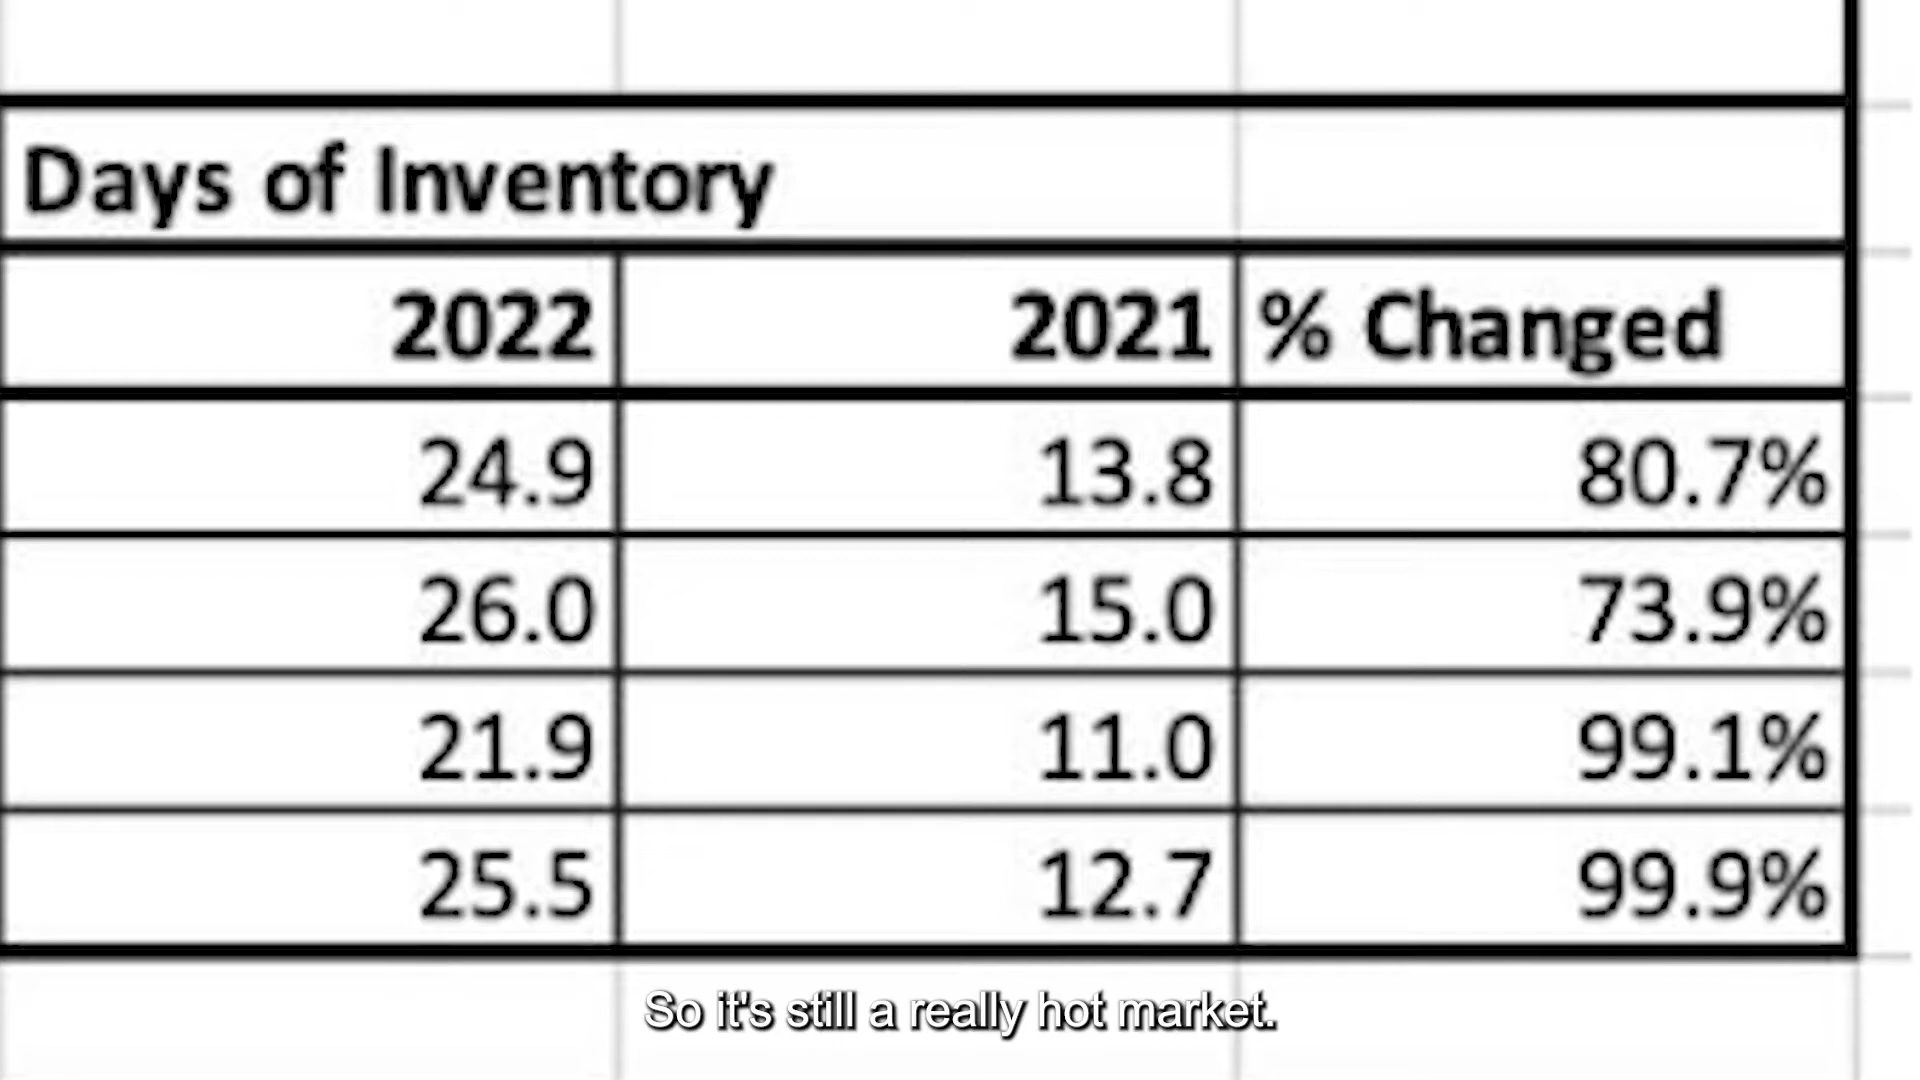 Days of Inventory
2022 2021 % Changed
24.9 13.8 80.7%
26.0 15.0 73.9%
21.9 11.0 99.1%
25.5 12.7 99.9%
So it's still a really hot market.